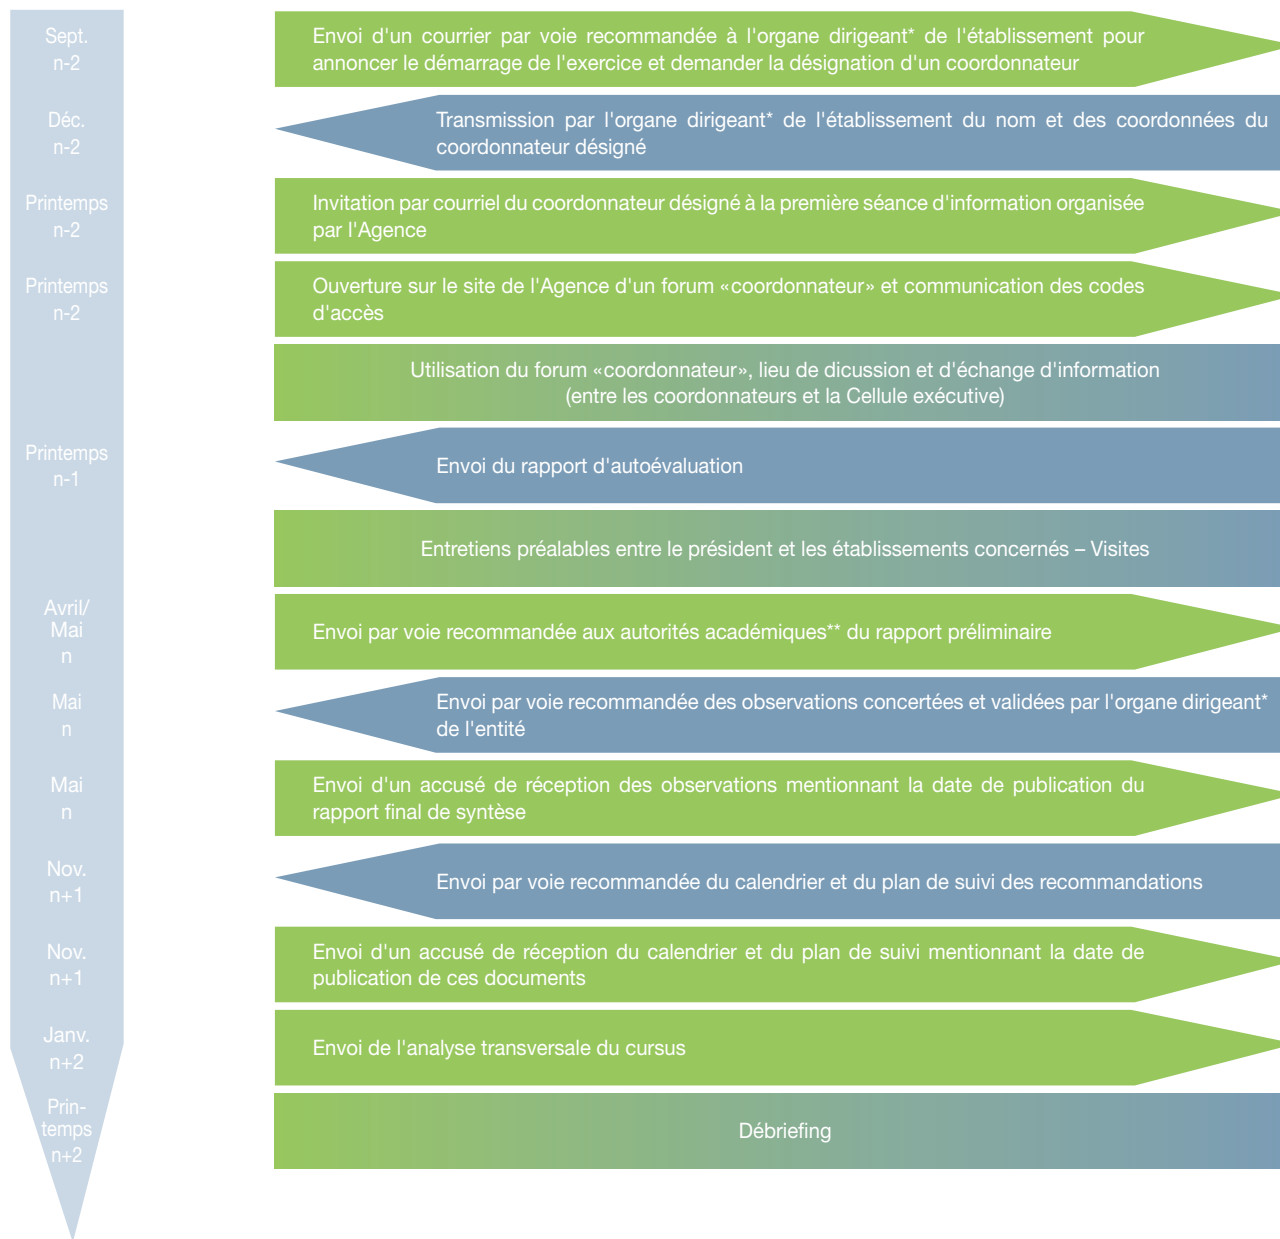 Sept.
n-2
Envoi d'un courrier par voie recommandée à l'organe dirigeant* de l'établissement pour
annoncer le démarrage de l'exercice et demander la désignation d'un coordonnateur
Déc.
n-2
Transmission par l'organe dirigeant* de l'établissement du nom et des coordonnées du
coordonnateur désigné
Printemps
n-2
Invitation par courriel du coordonnateur désigné à la première séance d'information organisée
par l'Agence
Printemps
n-2
Ouverture sur le site de l'Agence d'un forum «coordonnateur» et communication des codes
d'accès
Utilisation du forum «coordonnateur», lieu de dicussion et d'échange d'information
(entre les coordonnateurs et la Cellule exécutive)
Printemps
n-1
Envoi du rapport d'autoévaluation
Entretiens préalables entre le président et les établissements concernés – Visites
Avril/
Mai
n
Envoi par voie recommandée aux autorités académiques** du rapport préliminaire
Mai
n
Envoi par voie recommandée des observations concertées et validées par l'organe dirigeant*
de l'entité
Mai
n
Envoi d'un accusé de réception des observations mentionnant la date de publication du
rapport final de syntèse
Nov.
n+1
Envoi par voie recommandée du calendrier et du plan de suivi des recommandations
Nov.
n+1
Envoi d'un accusé de réception du calendrier et du plan de suivi mentionnant la date de
publication de ces documents
Janv.
n+2
Envoi de l'analyse transversale du cursus
Prin-
temps
n+2
Débriefing